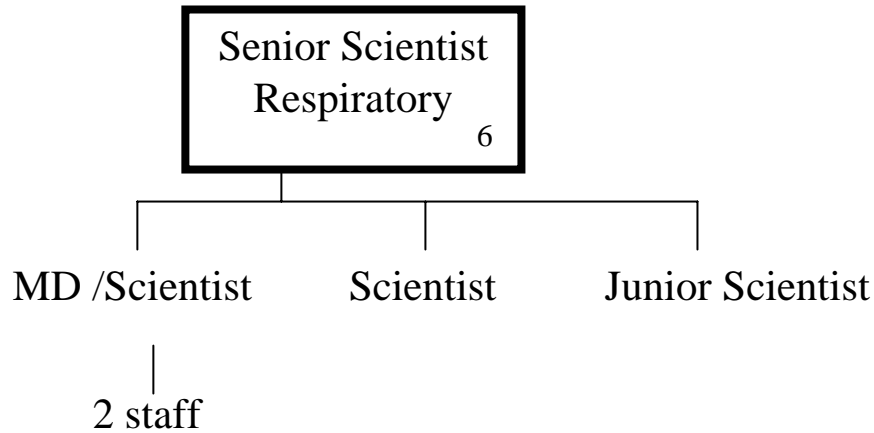 Senior Scientist
Respiratory
6
MD /Scientist
Scientist
Junior Scientist
2 staff